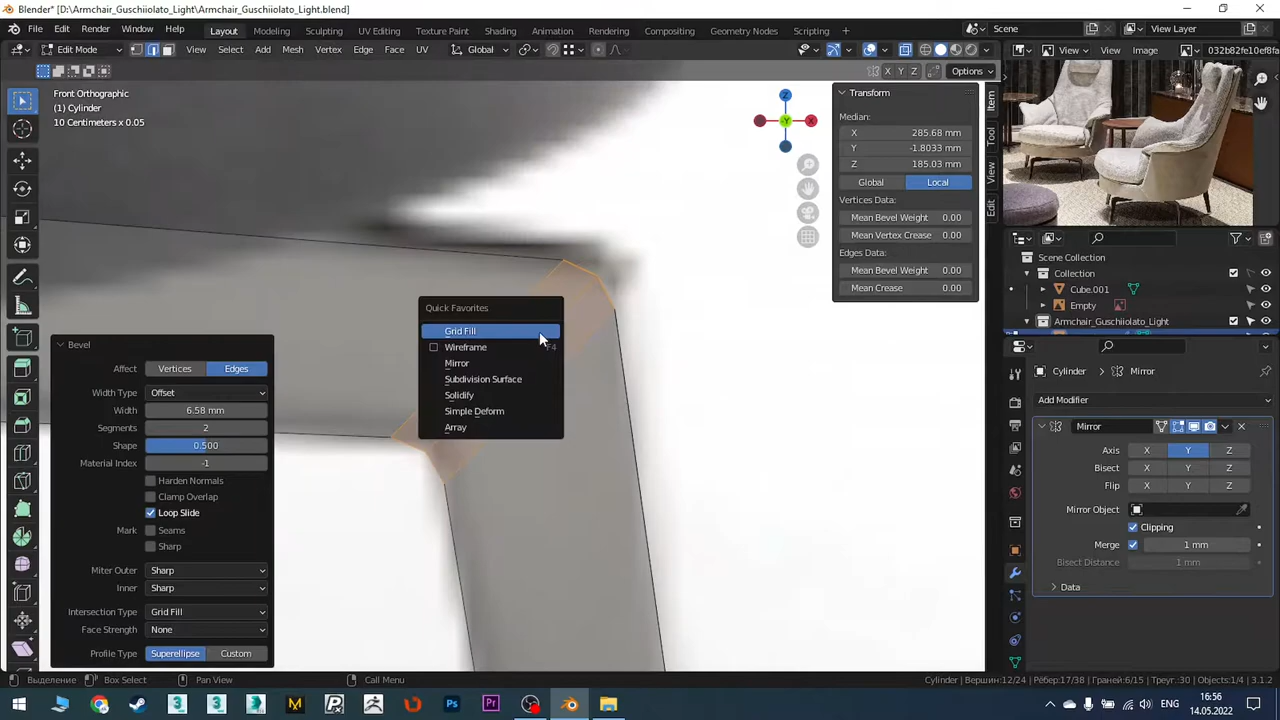 Blender* [D:\Armchair_Guschiiolato_Light\Armchair_Guschiiolato_Light.blend]
File Edit Render Window Help Layout Modeling Sculpting UV Editing Texture Paint Shading Animation Rendering Compositing Geometry Nodes Scripting + Scene View Layer
Edit Mode View Select Add Mesh Vertex Edge Face UV Global View View Image 032b82fe10ef8fa
X Y Z Options
Front Orthographic
(1) Cylinder
10 Centimeters x 0.05
Z
-Y
X
Transform
Median:
X 285.68 mm
Y -1.8033 mm
Z 185.03 mm
Global Local
Vertices Data:
Mean Bevel Weight 0.00
Mean Vertex Crease 0.00
Edges Data:
Mean Bevel Weight 0.00
Mean Crease 0.00
Item
Tool
View
Edit
Quick Favorites
Grid Fill
Wireframe F4
Mirror
Subdivision Surface
Solidify
Simple Deform
Array
Bevel
Affect Vertices Edges
Width Type Offset
Width 6.58 mm
Segments 2
Shape 0.500
Material Index -1
Harden Normals
Clamp Overlap
Loop Slide
Mark Seams
Sharp
Miter Outer Sharp
Inner Sharp
Intersection Type Grid Fill
Face Strength None
Profile Type Superellipse Custom
Scene Collection
Collection
Cube.001
Empty
Armchair_Guschiiolato_Light
Cylinder > Mirror
Add Modifier
Mirror
Axis X Y Z
Bisect X Y Z
Flip X Y Z
Mirror Object
Clipping
Merge 1 mm
Bisect Distance 1 mm
Data
Выделение Box Select Pan View Call Menu Cylinder | Вершин:12/24 | Рёбер:17/38 | Граней:6/15 | Треуг.:30 | Objects:1/4 | 3.1.2
16:56
14.05.2022